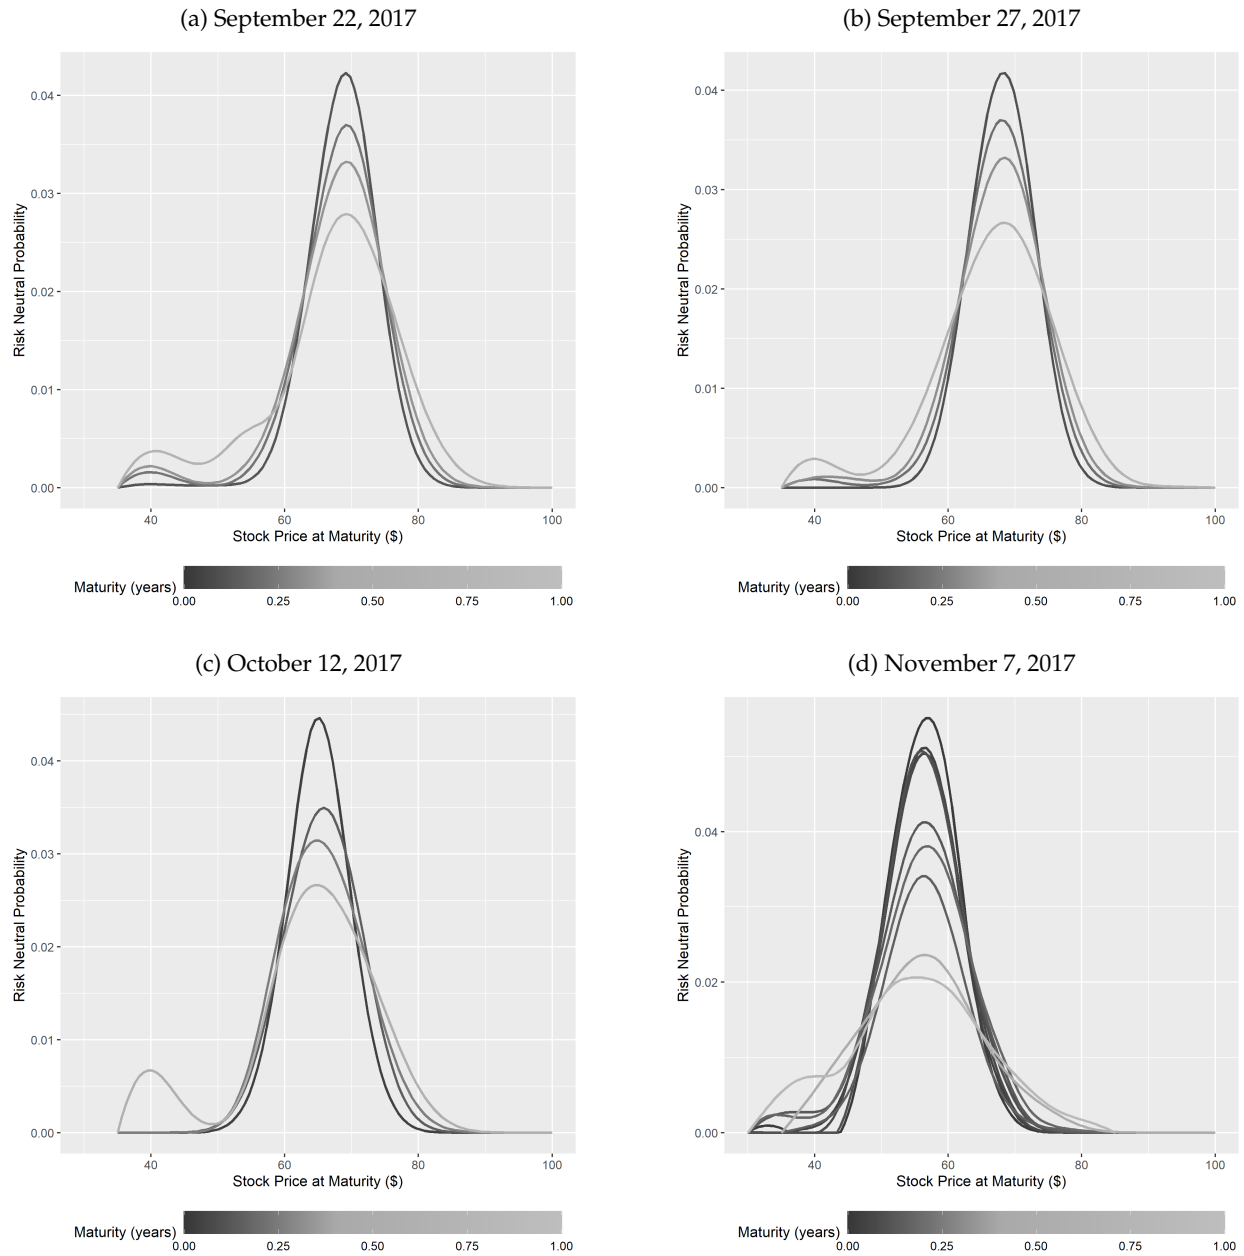 (a) September 22, 2017
0.04
0.03
0.02
0.01
0.00
Risk Neutral Probability
40 60 80 100
Stock Price at Maturity ($)
Maturity (years)
0.00 0.25 0.50 0.75 1.00
(b) September 27, 2017
0.04
0.03
0.02
0.01
0.00
Risk Neutral Probability
40 60 80 100
Stock Price at Maturity ($)
Maturity (years)
0.00 0.25 0.50 0.75 1.00
(c) October 12, 2017
0.04
0.03
0.02
0.01
0.00
Risk Neutral Probability
40 60 80 100
Stock Price at Maturity ($)
Maturity (years)
0.00 0.25 0.50 0.75 1.00
(d) November 7, 2017
0.04
0.02
0.00
Risk Neutral Probability
40 60 80 100
Stock Price at Maturity ($)
Maturity (years)
0.00 0.25 0.50 0.75 1.00